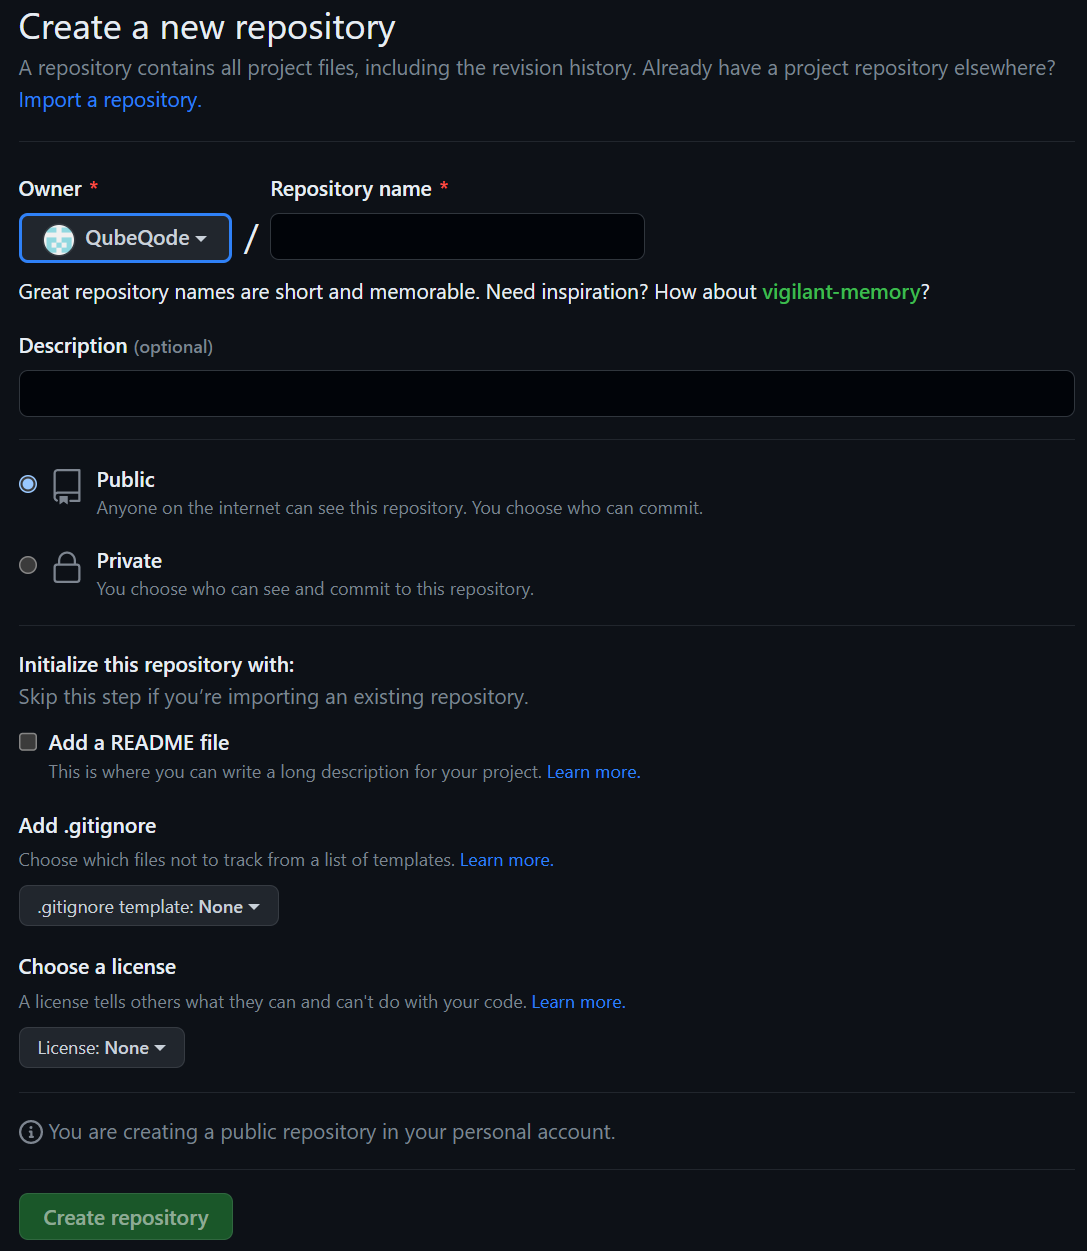 Create a new repository
A repository contains all project files, including the revision history. Already have a project repository elsewhere?
Import a repository.
Owner * Repository name *
QubeQode /
Great repository names are short and memorable. Need inspiration? How about vigilant-memory?
Description (optional)
Public
Anyone on the internet can see this repository. You choose who can commit.
Private
You choose who can see and commit to this repository.
Initialize this repository with:
Skip this step if you’re importing an existing repository.
Add a README file
This is where you can write a long description for your project. Learn more.
Add .gitignore
Choose which files not to track from a list of templates. Learn more.
.gitignore template: None
Choose a license
A license tells others what they can and can't do with your code. Learn more.
License: None
You are creating a public repository in your personal account.
Create repository